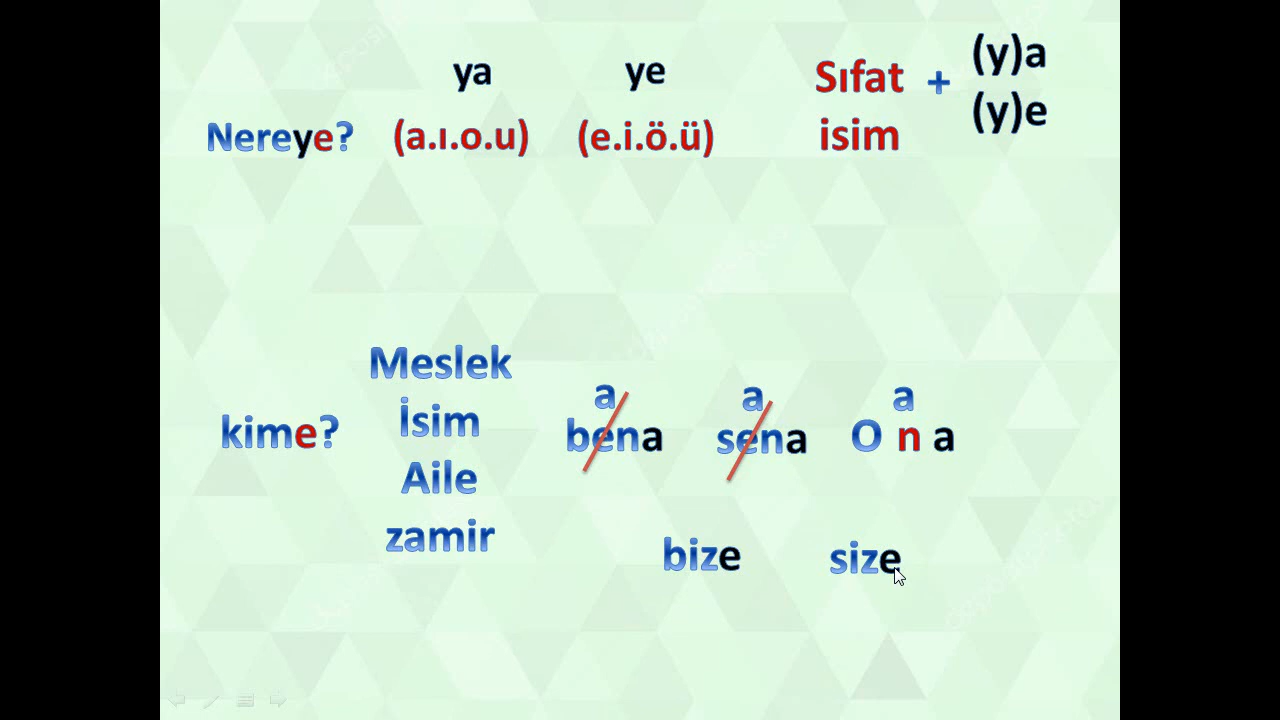 ya ye Sıfat + (y)a
(y)e
Nereye? (a.ı.o.u) (e.i.ö.ü) isim
Meslek
a a a
İsim
kime? bena sena O n a
Aile
zamir
bize size